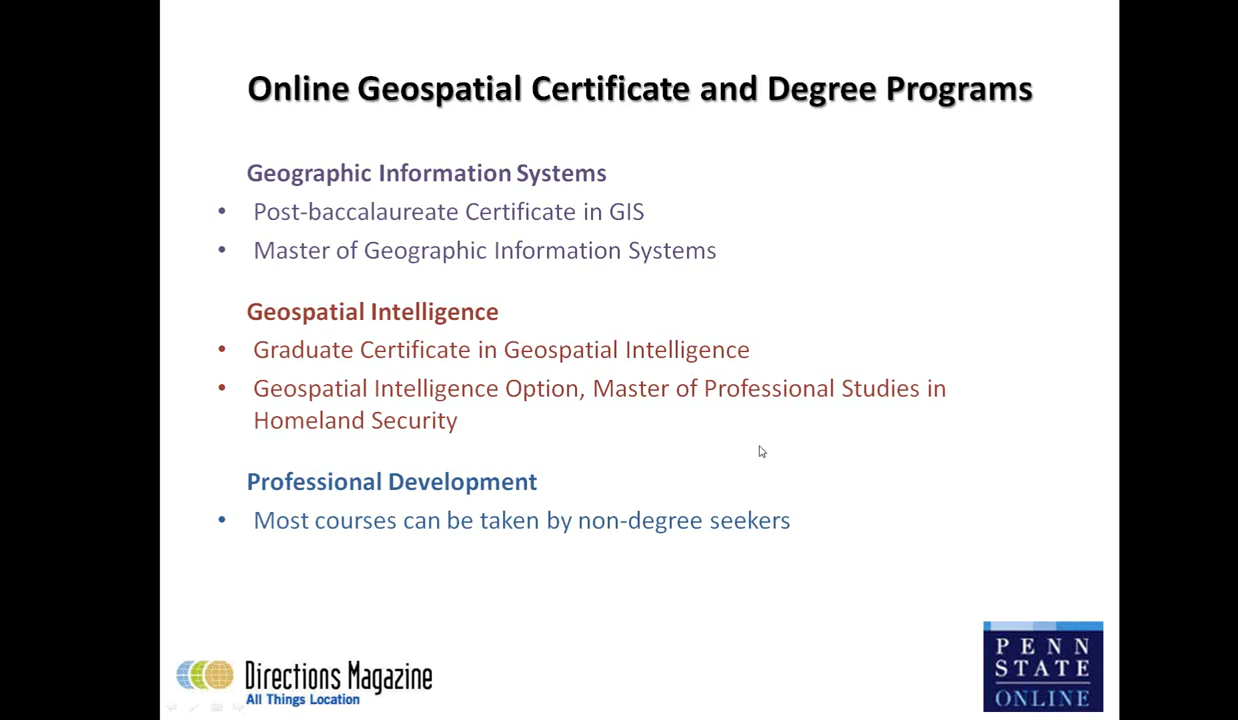 Online Geospatial Certificate and Degree Programs
Geographic Information Systems
• Post-baccalaureate Certificate in GIS
• Master of Geographic Information Systems
Geospatial Intelligence
• Graduate Certificate in Geospatial Intelligence
• Geospatial Intelligence Option, Master of Professional Studies in
Homeland Security
Professional Development
• Most courses can be taken by non-degree seekers
Directions Magazine
All Things Location
PENN
STATE
ONLINE